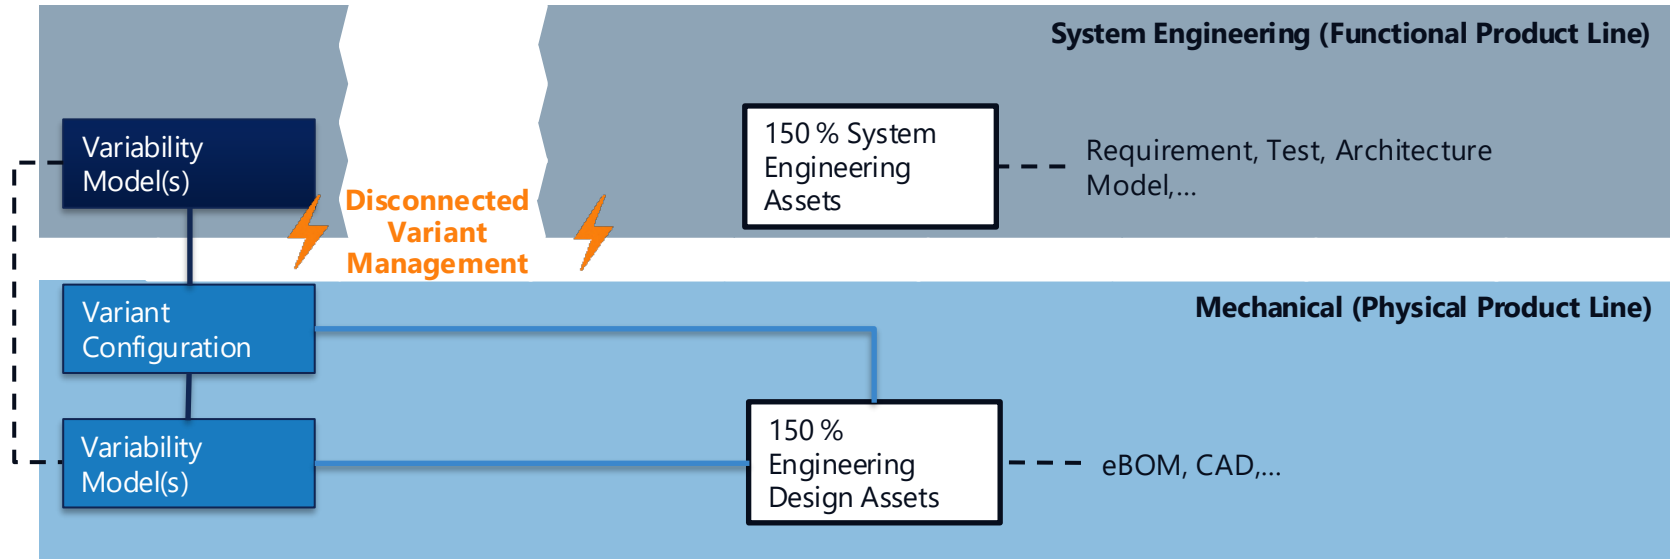 System Engineering (Functional Product Line)
Variability
Model(s)
150 % System
Engineering
Assets
Requirement, Test, Architecture
Model,...
Disconnected
Variant
Management
Mechanical (Physical Product Line)
Variant
Configuration
Variability
Model(s)
150 %
Engineering
Design Assets
eBOM, CAD,...